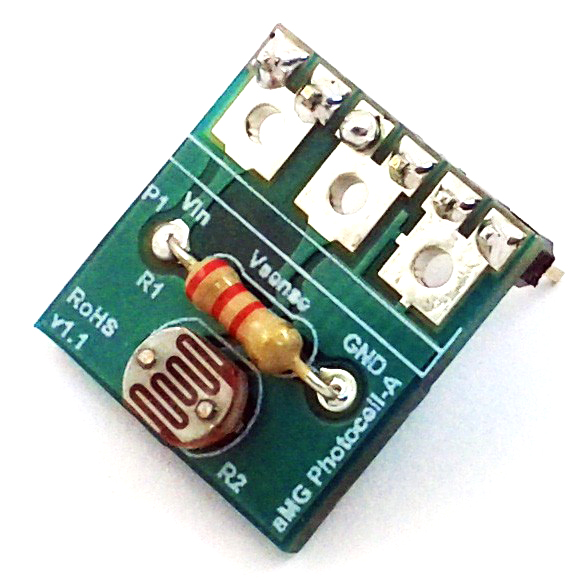 P1
Vin
Vsense
GND
R1
RoHS
v1.1
R2
aMG Photocell-A